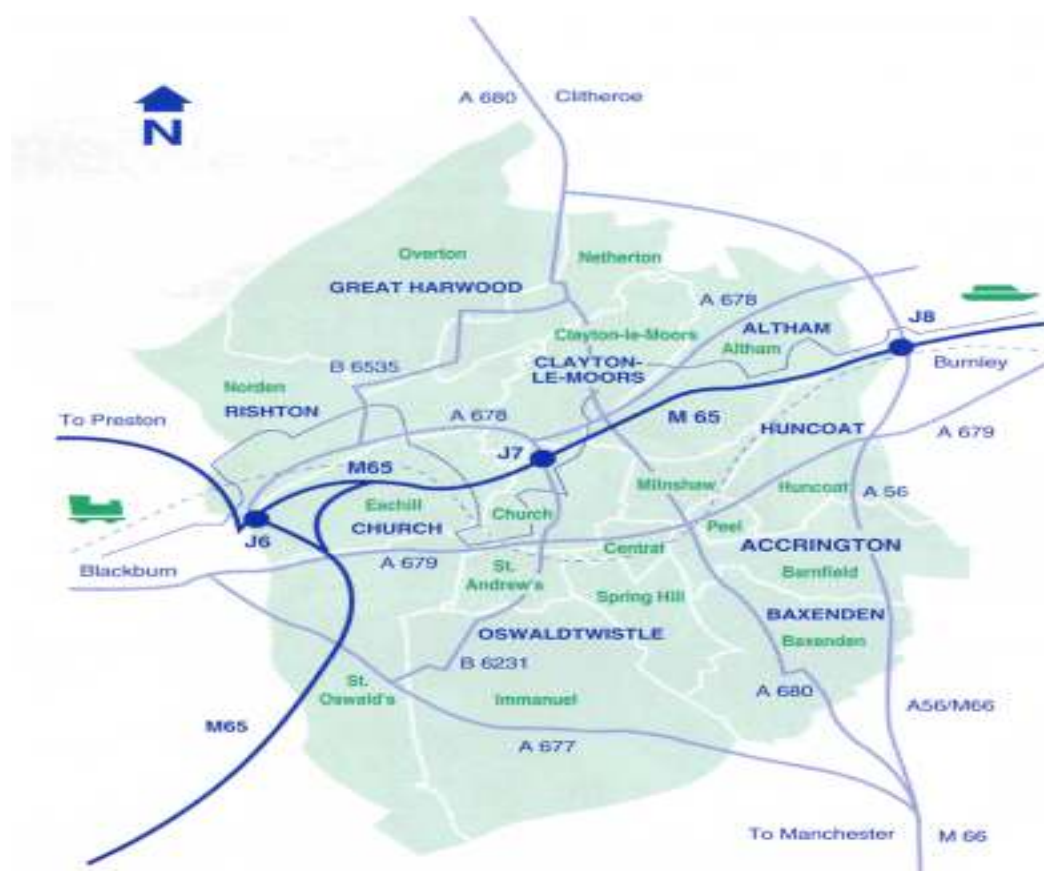 A 680
Clitheroe
N
Overton
Netherton
GREAT HARWOOD
A 678
Clayton-le-Moors
ALTHAM
J8
Altham
CLAYTON-
LE-MOORS
B 6535
Burnley
Norden
RISHTON
To Preston
A 678
M 65
HUNCOAT
A 679
J7
M65
Milnshaw
Huncoat
A 56
Eachill
Church
CHURCH
Peel
J6
Central
ACCRINGTON
A 679
Blackburn
St.
Andrew's
Barnfield
Spring Hill
BAXENDEN
OSWALDTWISTLE
Baxenden
B 6231
St.
Oswald's
Immanuel
A 680
A56/M66
M65
A 677
To Manchester
M 66